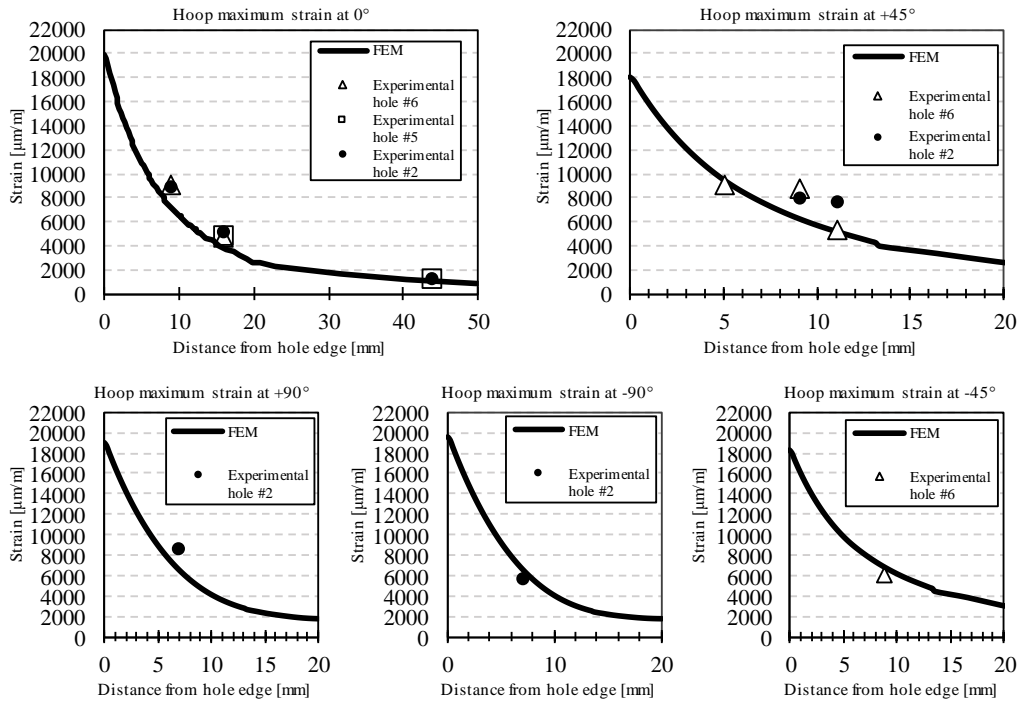 Hoop maximum strain at 0°
22000
20000
18000
16000
14000
12000
10000
8000
6000
4000
2000
0
Strain [µm/m]
FEM
Experimental
hole #6
Experimental
hole #5
Experimental
hole #2
0 10 20 30 40 50
Distance from hole edge [mm]
Hoop maximum strain at +45°
22000
20000
18000
16000
14000
12000
10000
8000
6000
4000
2000
0
Strain [µm/m]
FEM
Experimental
hole #6
Experimental
hole #2
0 5 10 15 20
Distance from hole edge [mm]
Hoop maximum strain at +90°
22000
20000
18000
16000
14000
12000
10000
8000
6000
4000
2000
0
Strain [µm/m]
FEM
Experimental
hole #2
0 10 20
Distance from hole edge [mm]
Hoop maximum strain at -90°
22000
20000
18000
16000
14000
12000
10000
8000
6000
4000
2000
0
Strain [µm/m]
FEM
Experimental
hole #2
0 10 20
Distance from hole edge [mm]
Hoop maximum strain at -45°
22000
20000
18000
16000
14000
12000
10000
8000
6000
4000
2000
0
Strain [µm/m]
FEM
Experimental
hole #6
0 5 10 15 20
Distance from hole edge [mm]